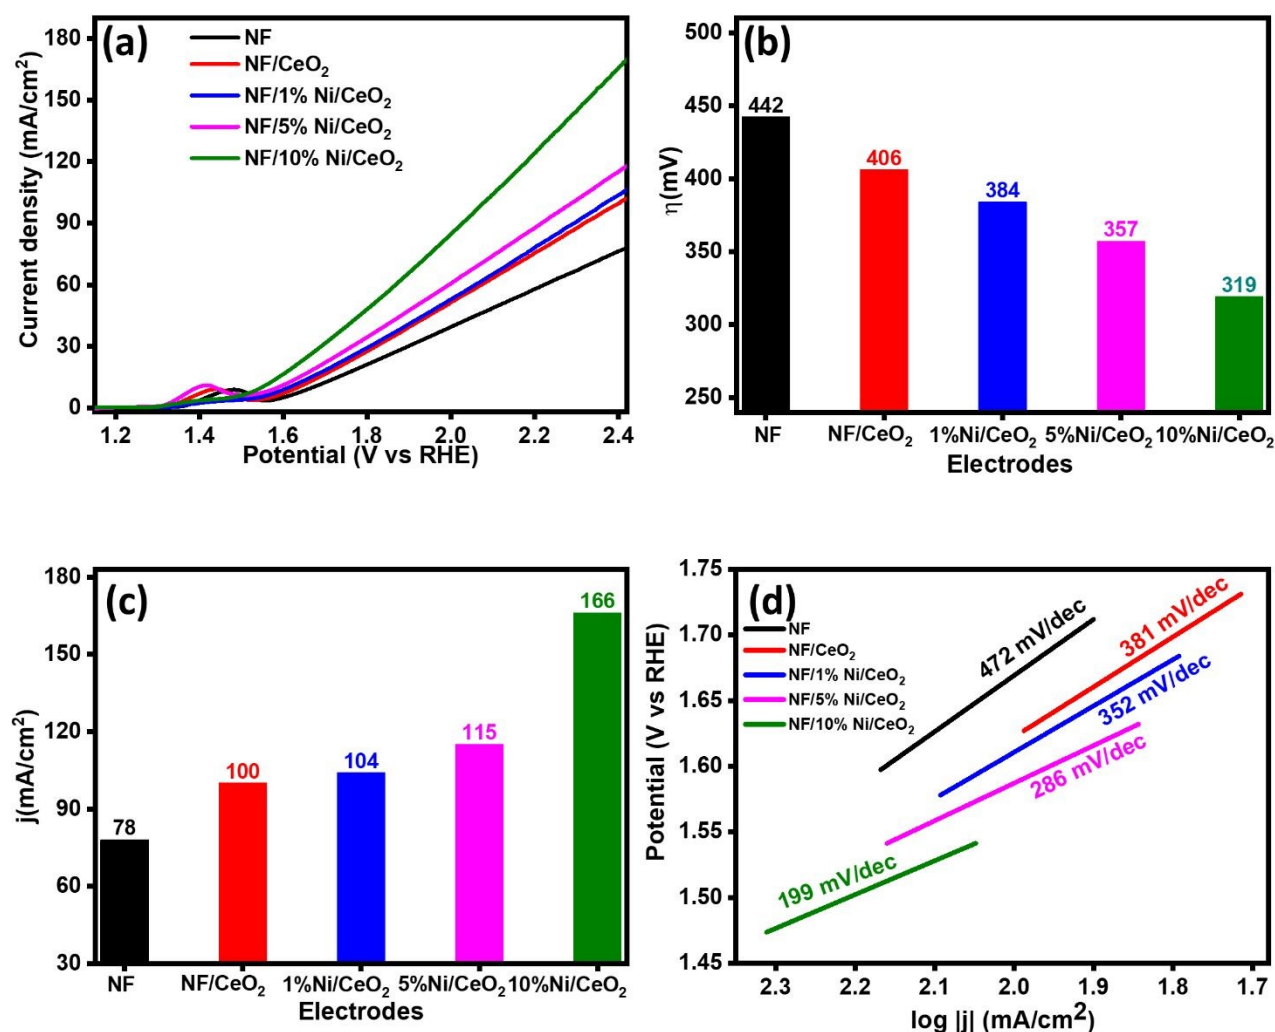 (a)
NF
NF/CeO₂
NF/1% Ni/CeO₂
NF/5% Ni/CeO₂
NF/10% Ni/CeO₂
Current density (mA/cm²)
180
150
120
90
60
30
0
1.2 1.4 1.6 1.8 2.0 2.2 2.4
Potential (V vs RHE)
(b)
η(mV)
500
450
400
350
300
250
442
406
384
357
319
NF NF/CeO₂ 1%Ni/CeO₂ 5%Ni/CeO₂ 10%Ni/CeO₂
Electrodes
(c)
j(mA/cm²)
180
150
120
90
60
30
78
100
104
115
166
NF NF/CeO₂ 1%Ni/CeO₂ 5%Ni/CeO₂ 10%Ni/CeO₂
Electrodes
(d)
NF
NF/CeO₂
NF/1% Ni/CeO₂
NF/5% Ni/CeO₂
NF/10% Ni/CeO₂
Potential (V vs RHE)
1.75
1.70
1.65
1.60
1.55
1.50
1.45
472 mV/dec
381 mV/dec
352 mV/dec
286 mV/dec
199 mV/dec
2.3 2.2 2.1 2.0 1.9 1.8 1.7
log |j| (mA/cm²)